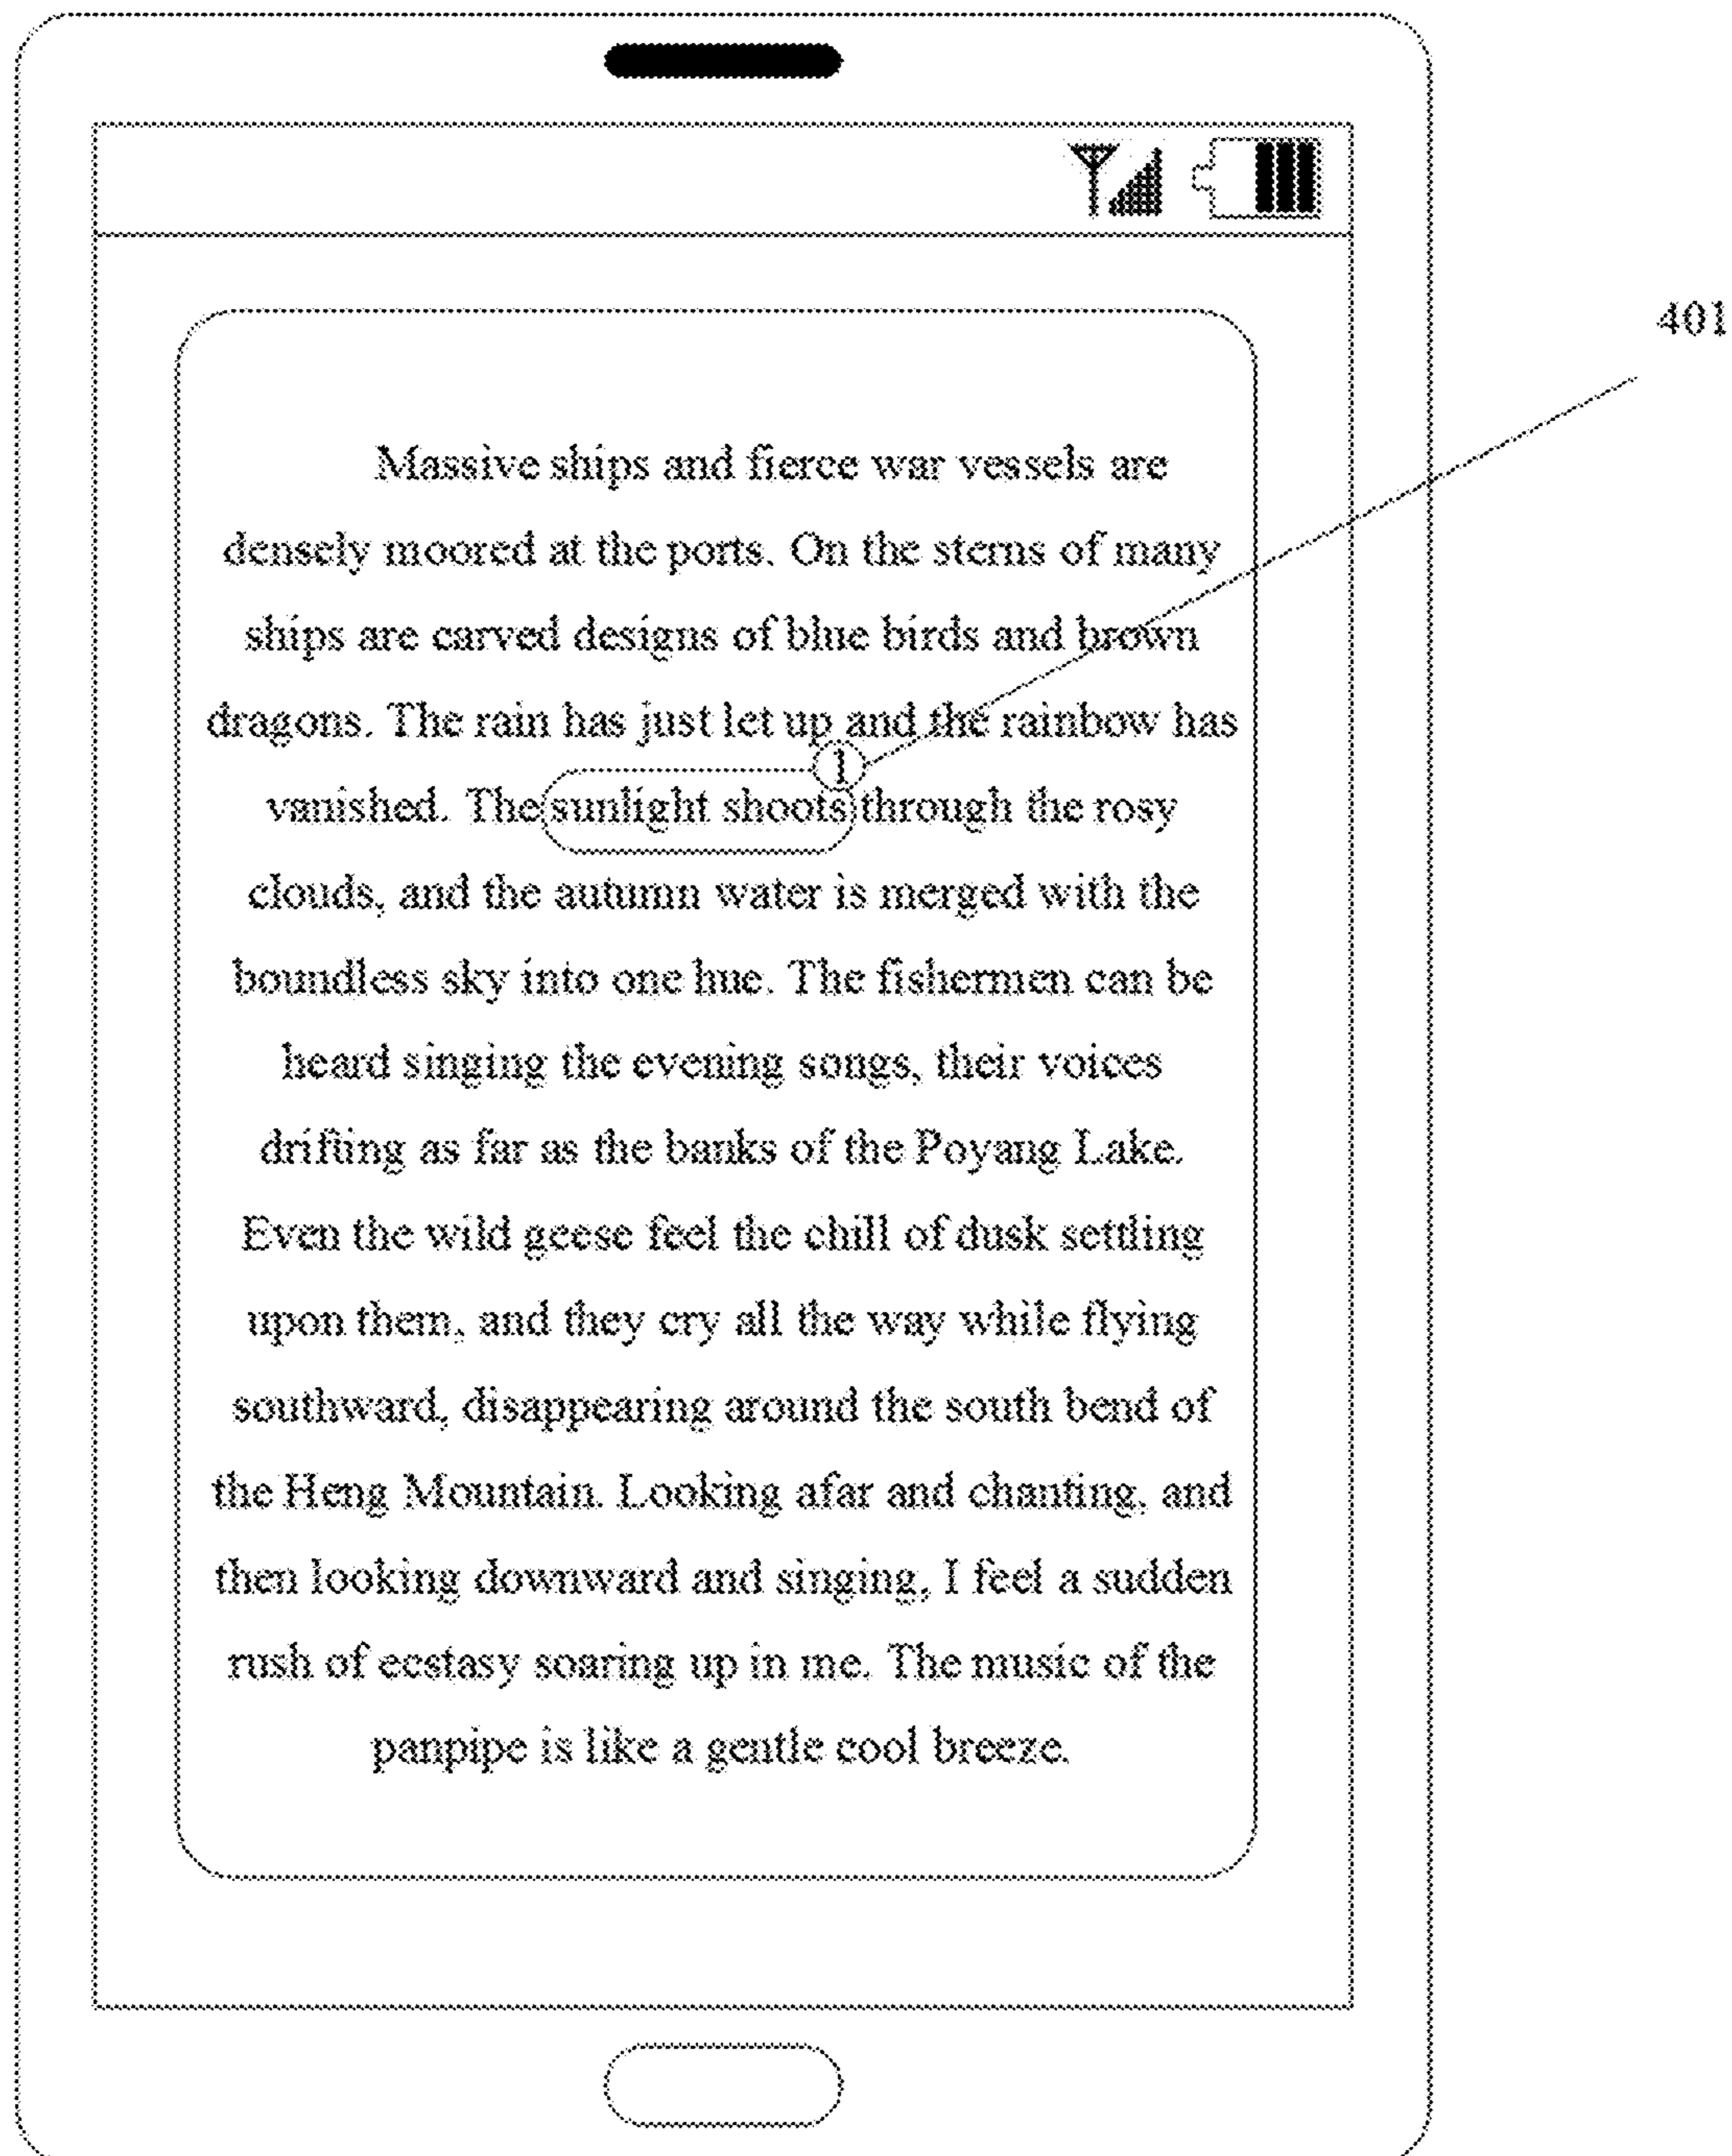 401
Massive ships and fierce war vessels are
densely moored at the ports. On the sterns of many
ships are carved designs of blue birds and brown
dragons. The rain has just let up and the rainbow has
1
vanished. The sunlight shoots through the rosy
clouds, and the autumn water is merged with the
boundless sky into one hue. The fishermen can be
heard singing the evening songs, their voices
drifting as far as the banks of the Poyang Lake.
Even the wild geese feel the chill of dusk settling
upon them, and they cry all the way while flying
southward, disappearing around the south bend of
the Heng Mountain. Looking afar and chanting, and
then looking downward and singing, I feel a sudden
rush of ecstasy soaring up in me. The music of the
panpipe is like a gentle cool breeze.